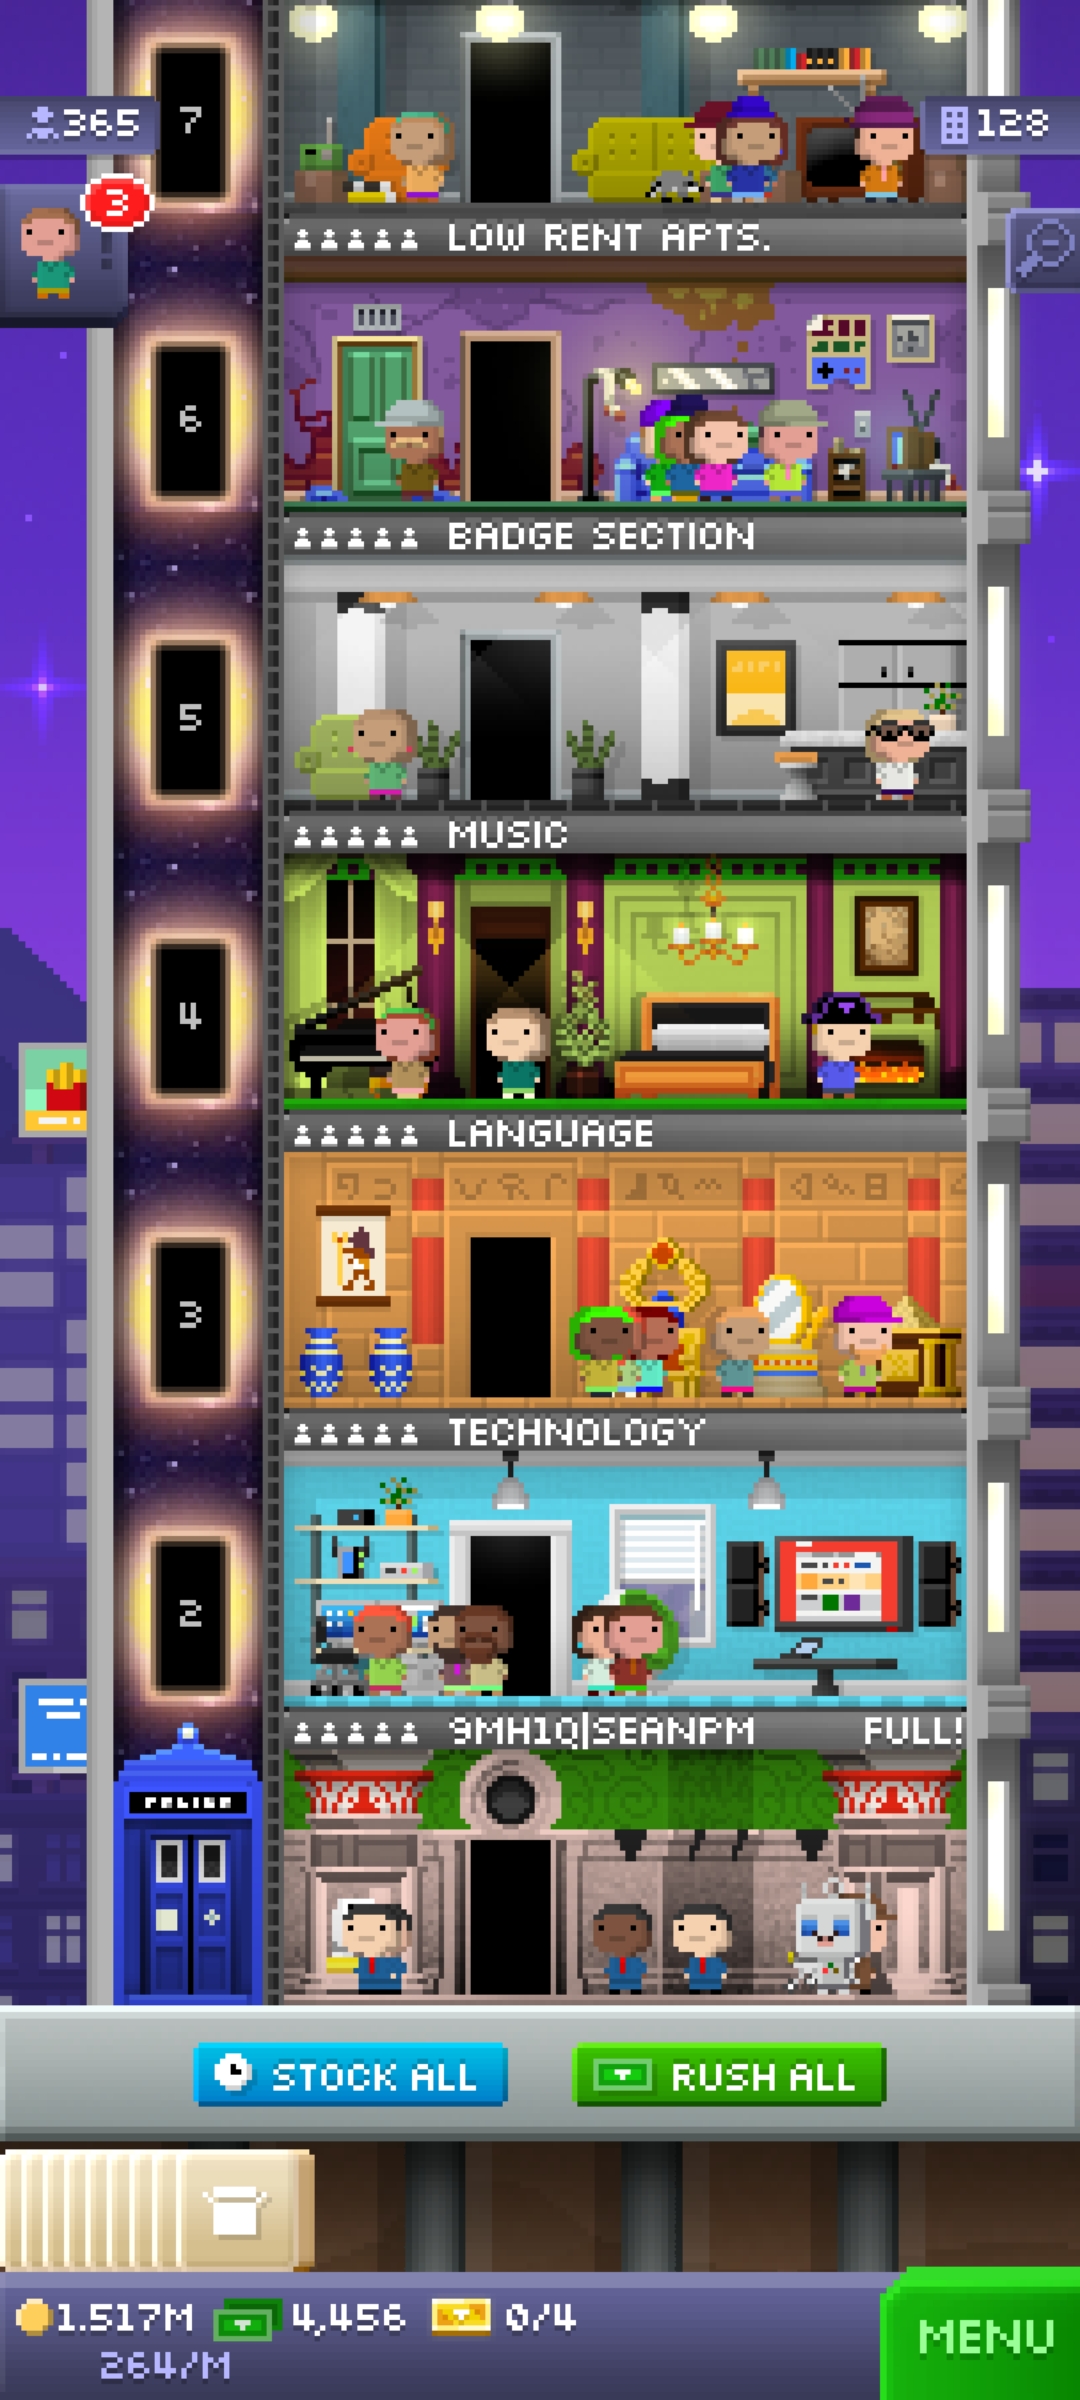 7
365
128
3
LOW RENT APTS.
6
BADGE SECTION
5
MUSIC
4
LANGUAGE
3
TECHNOLOGY
2
9MH1Q|SEANPM FULL!
POLICE
STOCK ALL
RUSH ALL
1.517M 4,456 0/4
264/M
MENU